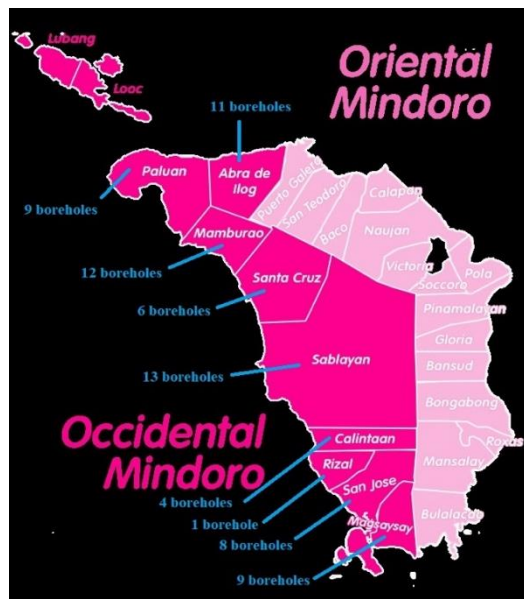 Lubang
Looc
Oriental
Mindoro
11 boreholes
Paluan
Abra de
Ilog
Puerto Galera
San Teodoro
Baco
Calapan
Naujan
9 boreholes
Mamburao
Victoria
Pola
12 boreholes
Santa Cruz
Soccoro
Pinamalayan
6 boreholes
Gloria
Sablayan
Bansud
13 boreholes
Bongabong
Occidental
Mindoro
Calintaan
Roxas
Rizal
Mansalay
San Jose
4 boreholes
1 borehole
Magsaysay
Bulalacao
8 boreholes
9 boreholes